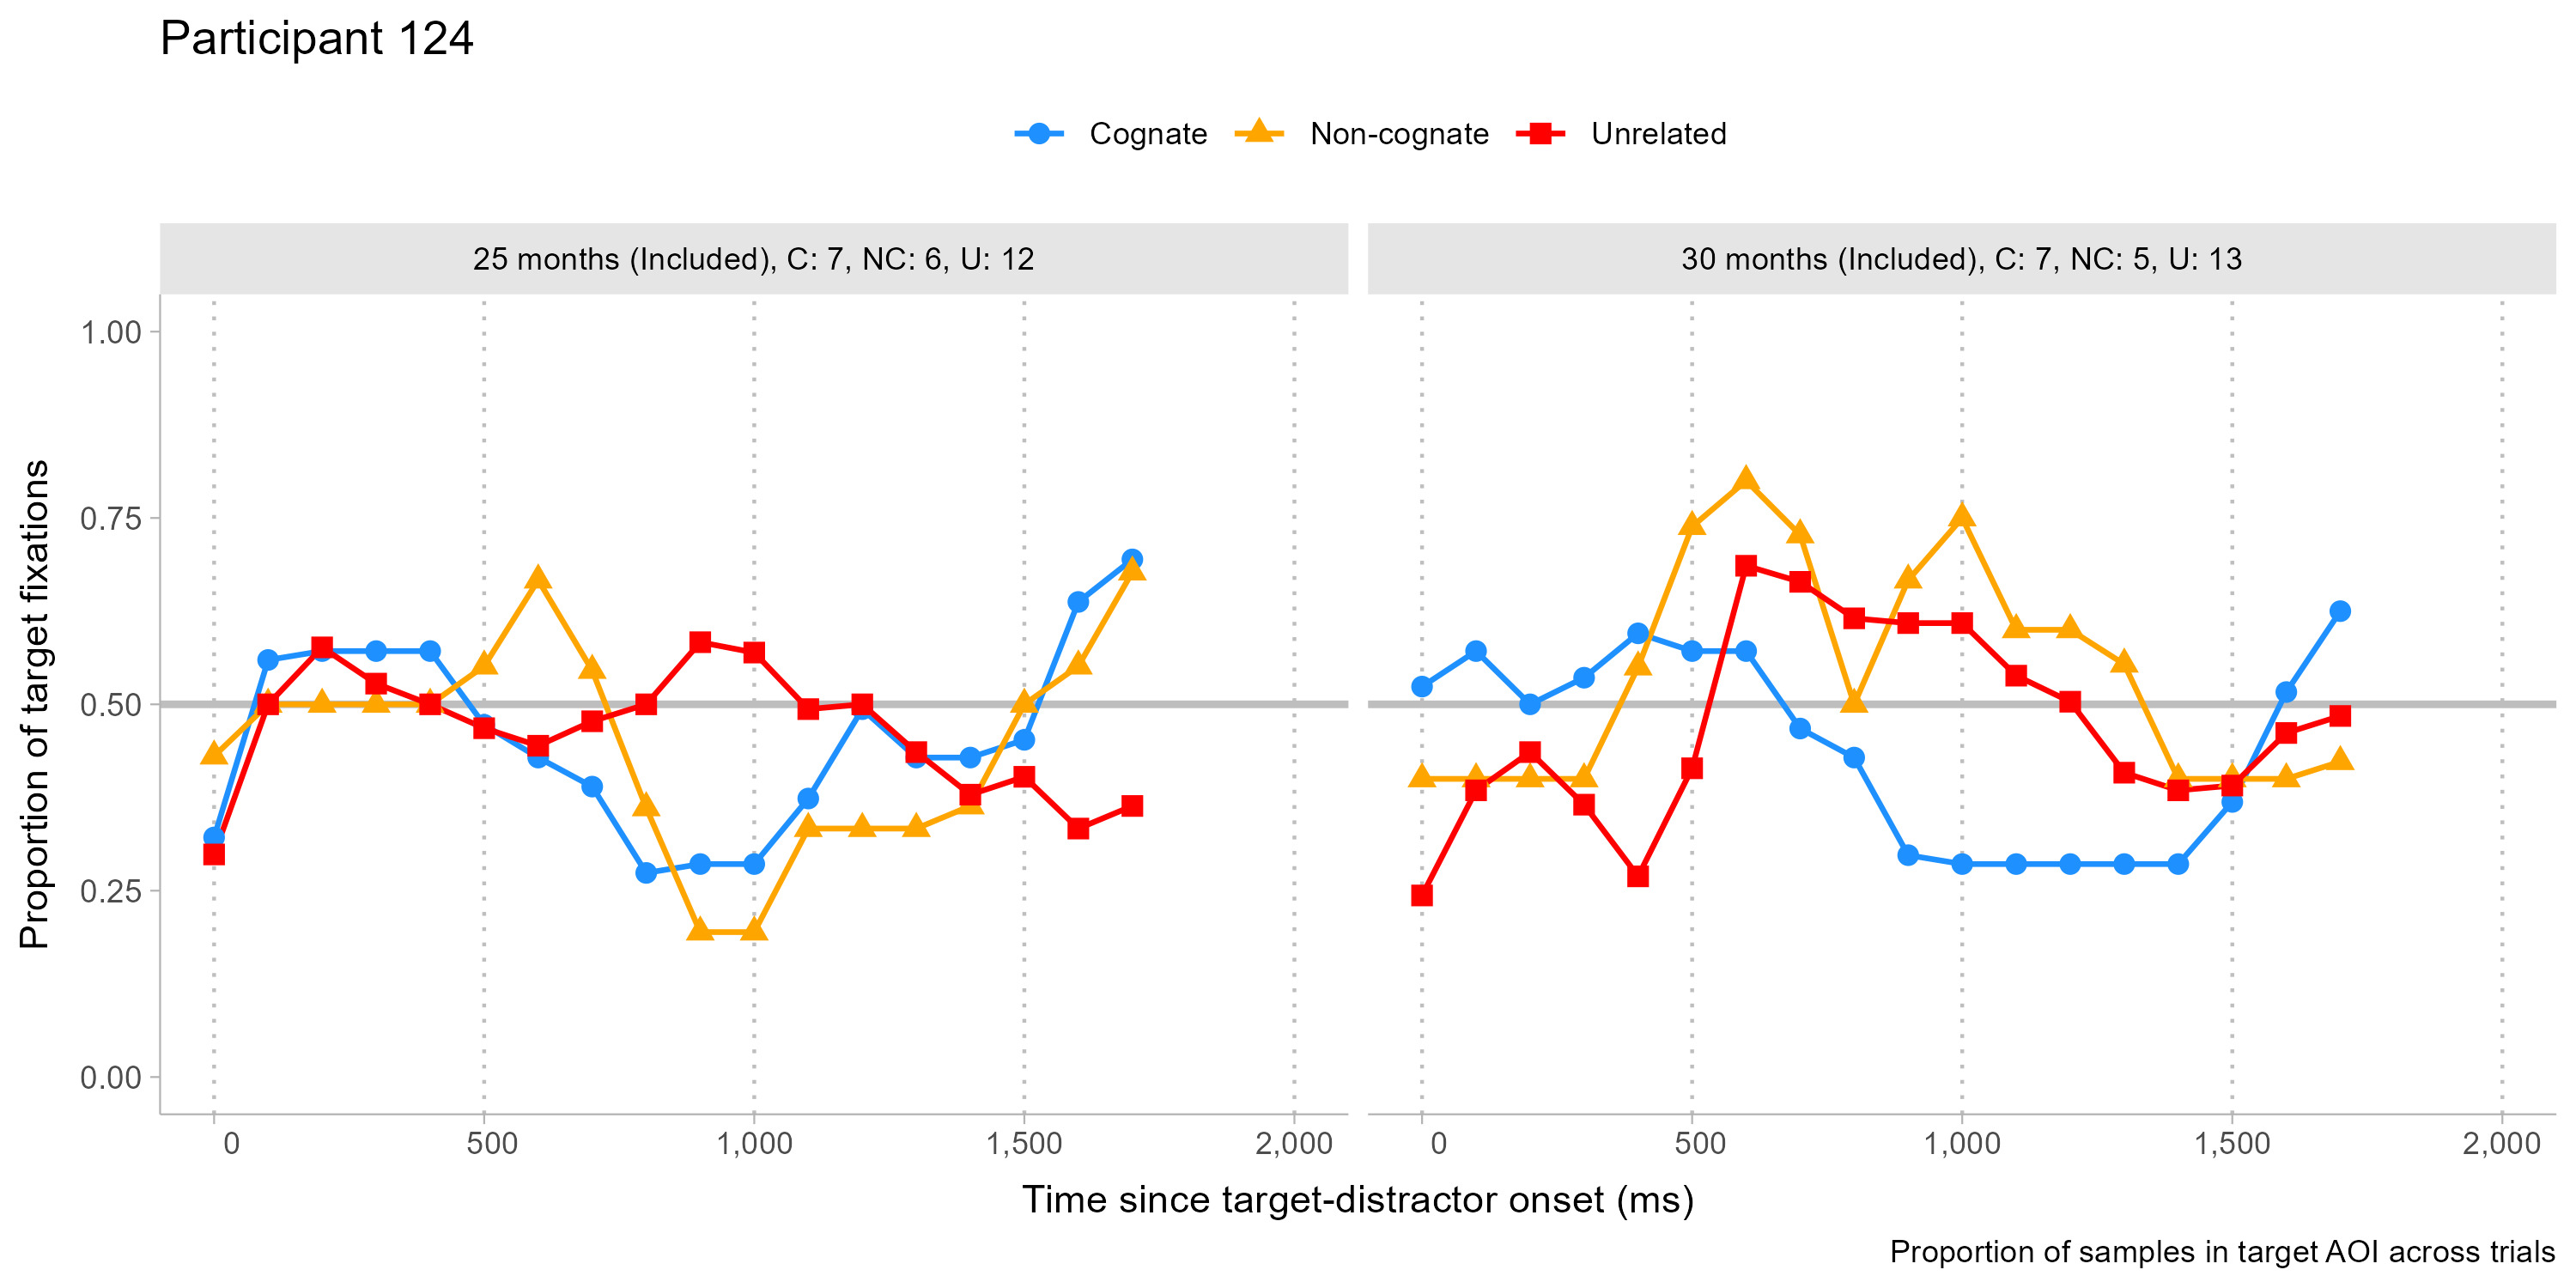 Participant 124
Cognate Non-cognate Unrelated
25 months (Included), C: 7, NC: 6, U: 12
30 months (Included), C: 7, NC: 5, U: 13
Proportion of target fixations
1.00
0.75
0.50
0.25
0.00
0 500 1,000 1,500 2,000
0 500 1,000 1,500 2,000
Time since target-distractor onset (ms)
Proportion of samples in target AOI across trials